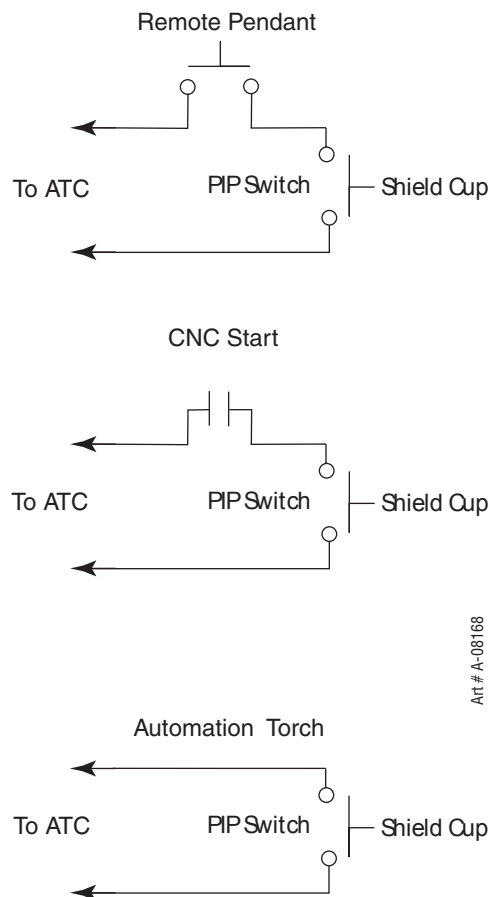 Remote Pendant
To ATC
PIP Switch
Shield Cup
CNC Start
To ATC
PIP Switch
Shield Cup
Art # A-08168
Automation Torch
To ATC
PIP Switch
Shield Cup